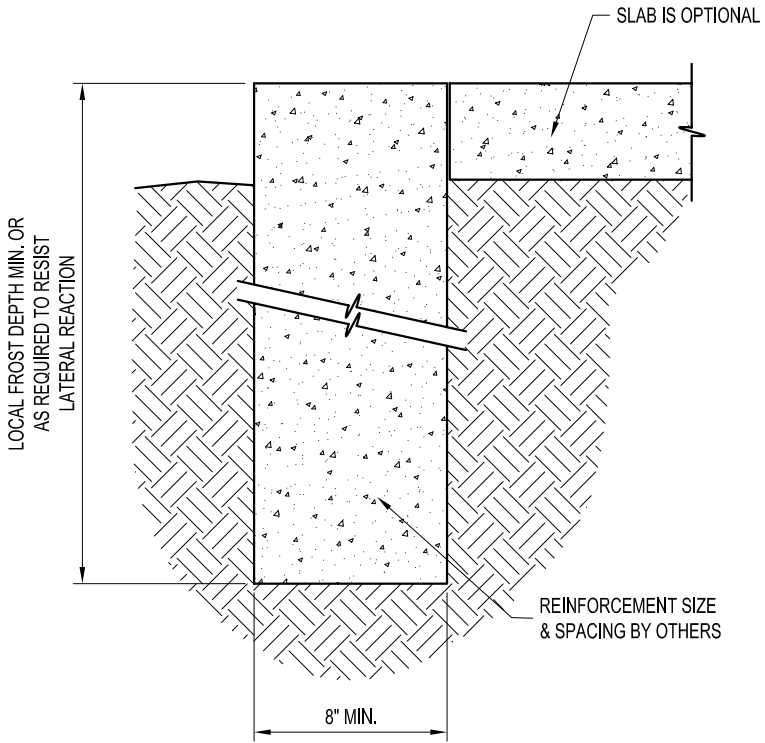 SLAB IS OPTIONAL
LOCAL FROST DEPTH MIN. OR
AS REQUIRED TO RESIST
LATERAL REACTION
REINFORCEMENT SIZE
& SPACING BY OTHERS
8" MIN.